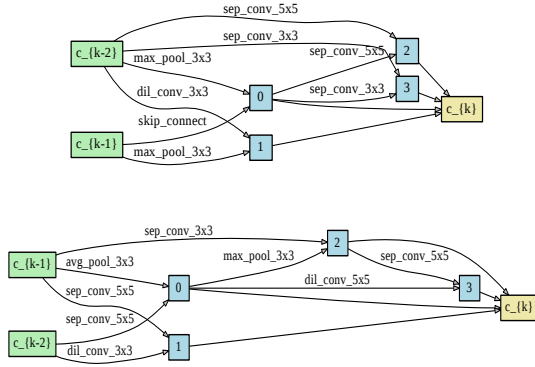 sep_conv_5x5
sep_conv_3x3
c_{k-2}
max_pool_3x3
sep_conv_5x5
2
dil_conv_3x3
0
sep_conv_3x3
3
c_{k}
skip_connect
c_{k-1}
max_pool_3x3
1
sep_conv_3x3
2
c_{k-1}
avg_pool_3x3
max_pool_3x3
sep_conv_5x5
sep_conv_5x5
0
dil_conv_5x5
3
c_{k}
sep_conv_5x5
c_{k-2}
dil_conv_3x3
1